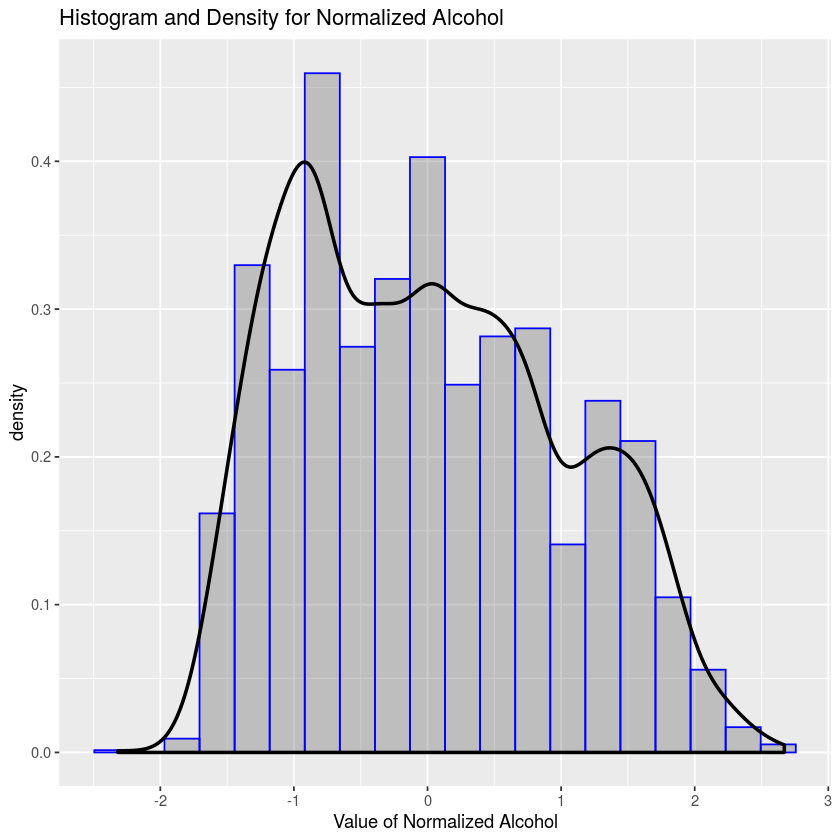 Histogram and Density for Normalized Alcohol
density
0.4
0.3
0.2
0.1
0.0
-2 -1 0 1 2 3
Value of Normalized Alcohol